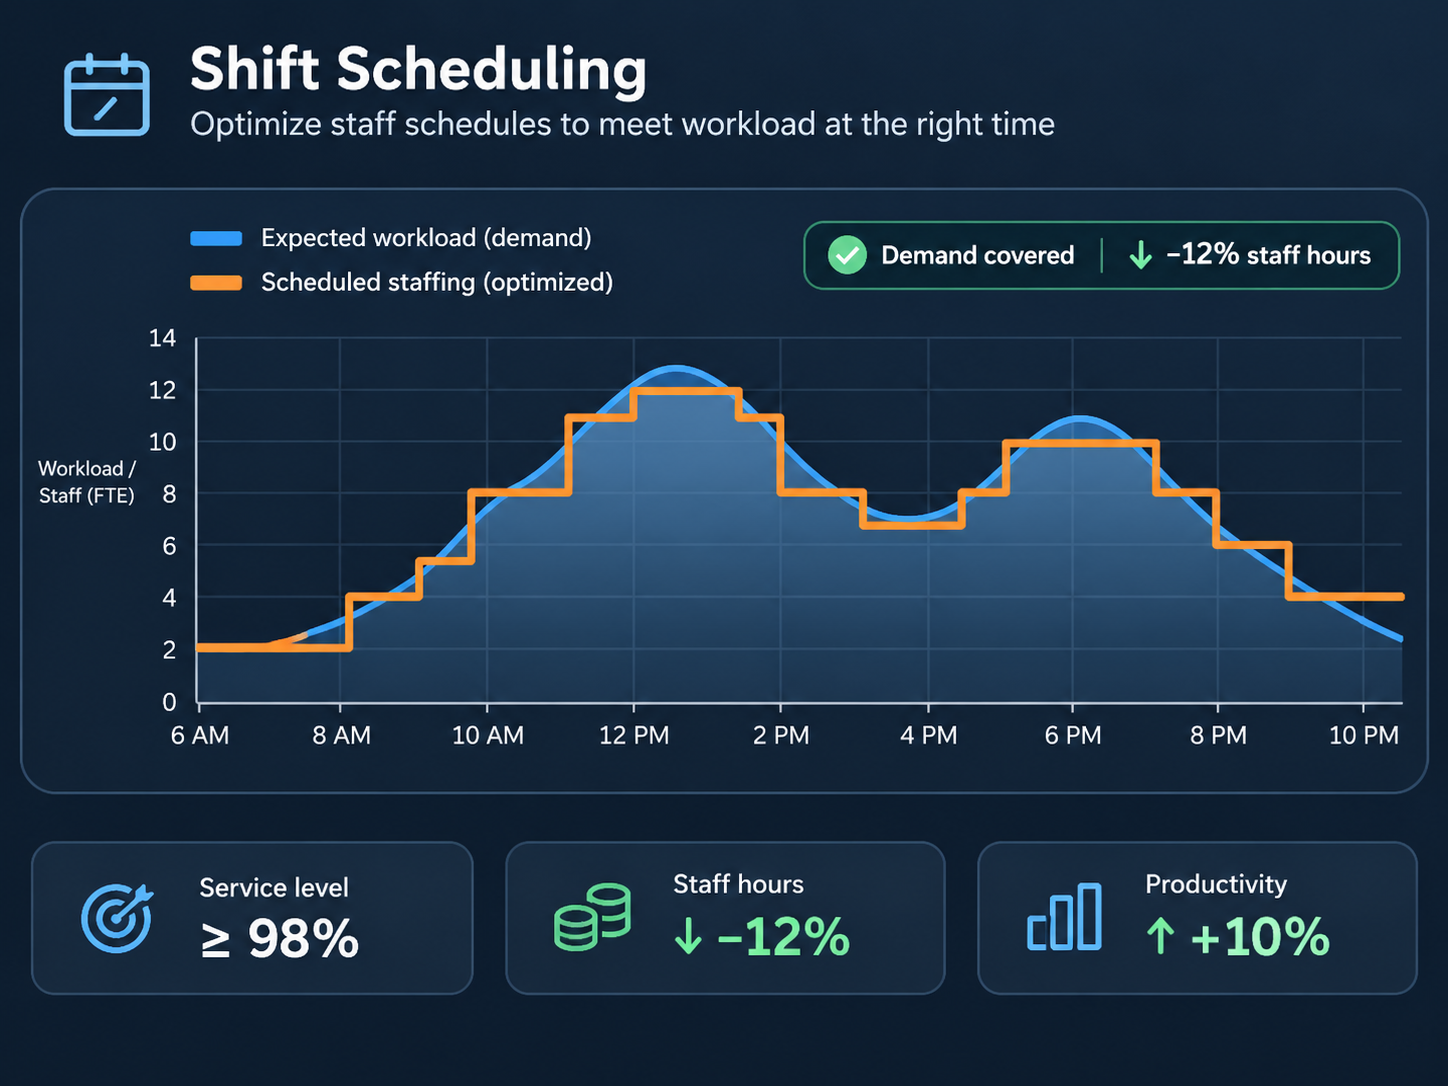 Shift Scheduling
Optimize staff schedules to meet workload at the right time
Expected workload (demand)
Scheduled staffing (optimized)
Demand covered | ↓ −12% staff hours
14
12
10
8
6
4
2
0
Workload /
Staff (FTE)
6 AM 8 AM 10 AM 12 PM 2 PM 4 PM 6 PM 8 PM 10 PM
Service level
≥ 98%
Staff hours
↓ −12%
Productivity
↑ +10%